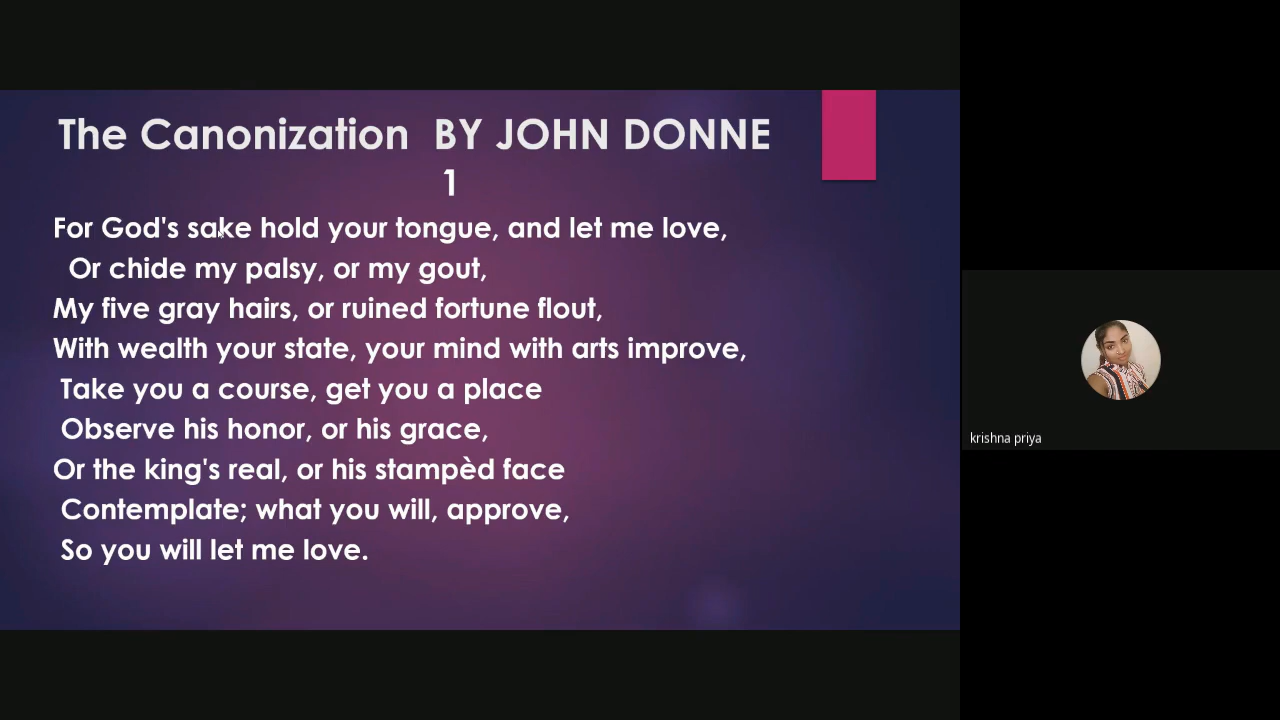 The Canonization BY JOHN DONNE
1
For God's sake hold your tongue, and let me love,
Or chide my palsy, or my gout,
My five gray hairs, or ruined fortune flout,
With wealth your state, your mind with arts improve,
Take you a course, get you a place
Observe his honor, or his grace,
Or the king's real, or his stampèd face
Contemplate; what you will, approve,
So you will let me love.
krishna priya